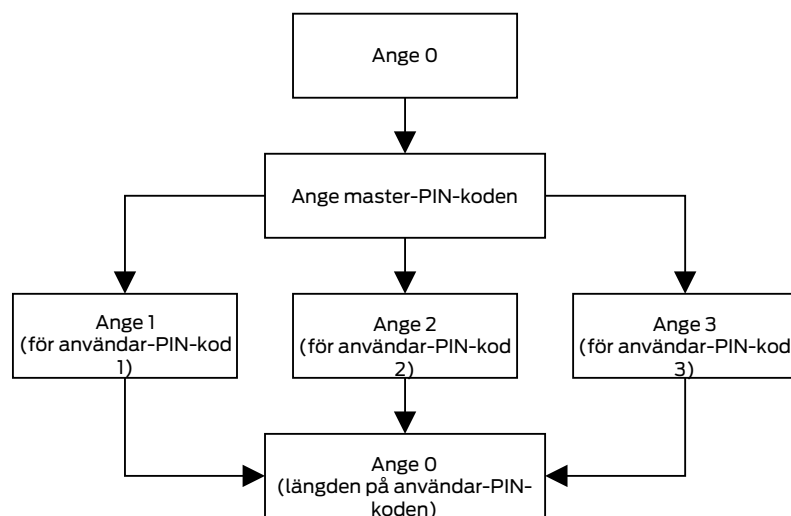 Ange 0
Ange master-PIN-koden
Ange 1
(för användar-PIN-kod
1)
Ange 2
(för användar-PIN-kod
2)
Ange 3
(för användar-PIN-kod
3)
Ange 0
(längden på användar-PIN-
koden)